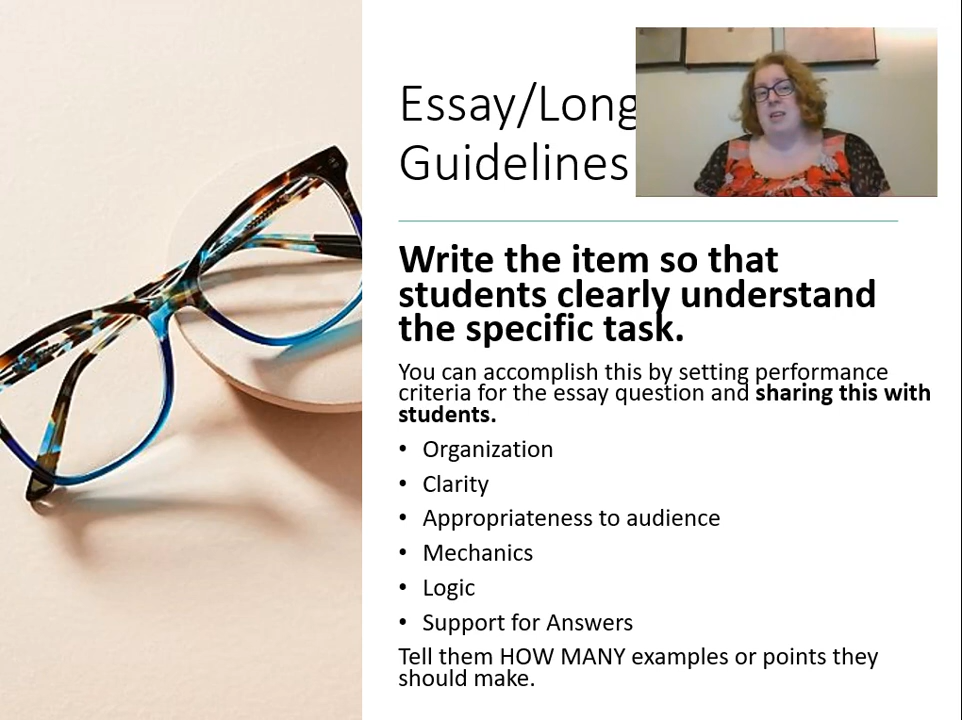 Essay/Long
Guidelines
Write the item so that
students clearly understand
the specific task.
You can accomplish this by setting performance
criteria for the essay question and sharing this with
students.
• Organization
• Clarity
• Appropriateness to audience
• Mechanics
• Logic
• Support for Answers
Tell them HOW MANY examples or points they
should make.